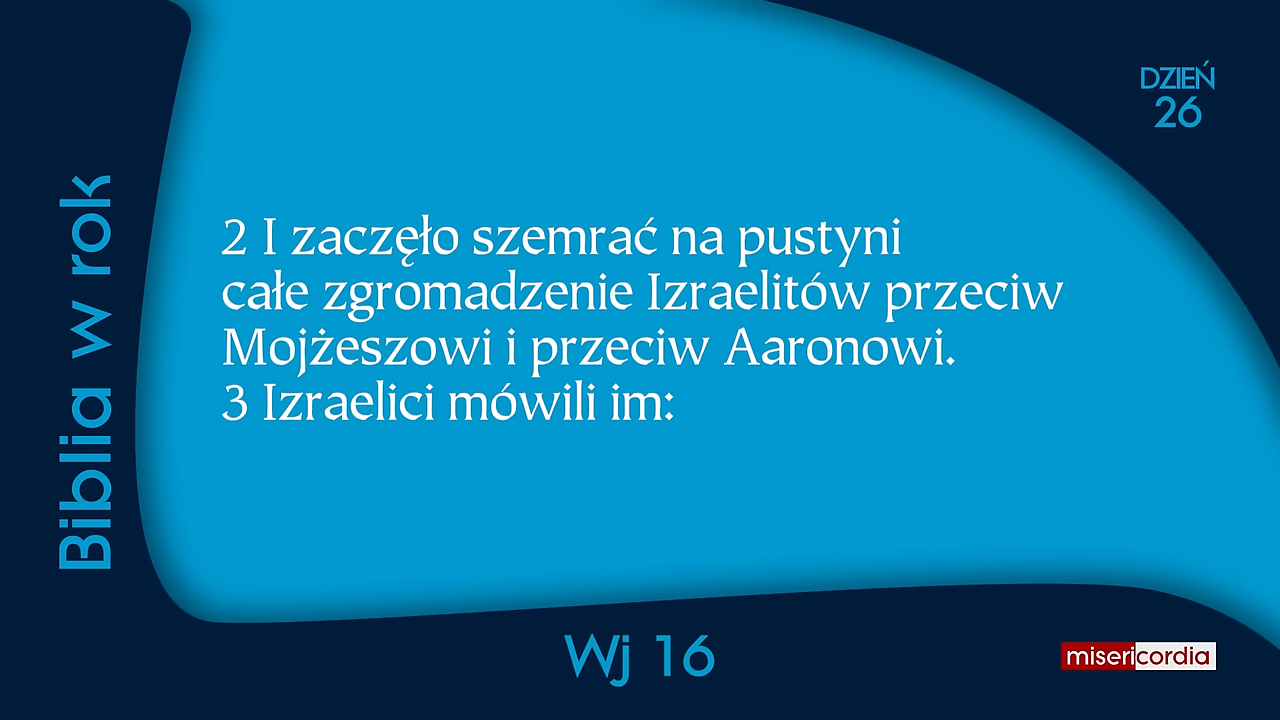 DZIEŃ
26
Biblia w rok
2 I zaczęło szemrać na pustyni
całe zgromadzenie Izraelitów przeciw
Mojżeszowi i przeciw Aaronowi.
3 Izraelici mówili im:
Wj 16
misericordia